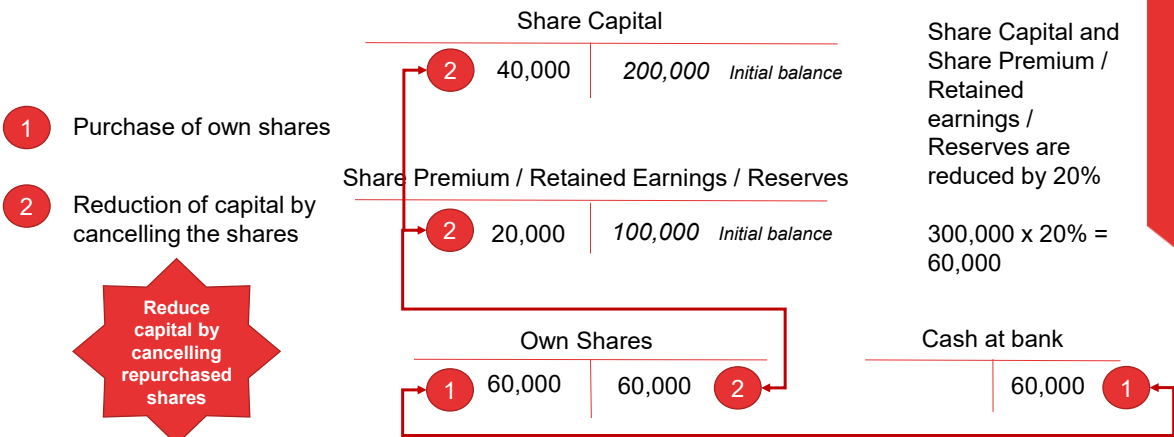 Share Capital
2 40,000 200,000 Initial balance
1 Purchase of own shares
2 Reduction of capital by
cancelling the shares
Reduce
capital by
cancelling
repurchased
shares
Share Premium / Retained Earnings / Reserves
2 20,000 100,000 Initial balance
Own Shares
1 60,000 60,000 2
Cash at bank
60,000 1
Share Capital and
Share Premium /
Retained
earnings /
Reserves are
reduced by 20%
300,000 x 20% =
60,000